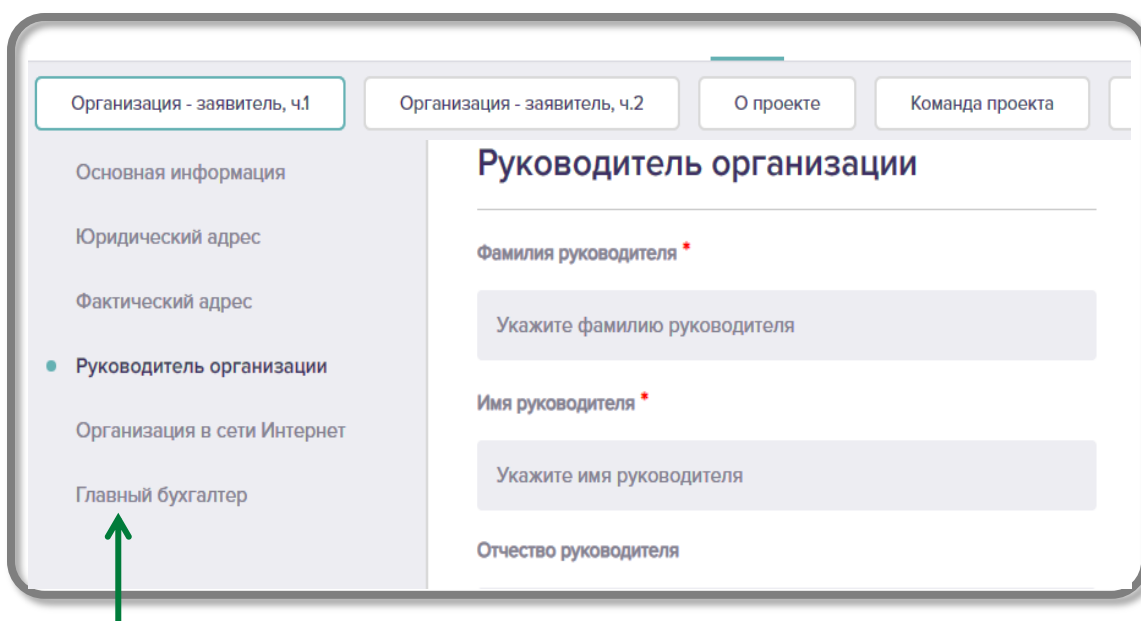 Организация - заявитель, ч.1
Организация - заявитель, ч.2
О проекте
Команда проекта
Основная информация
Юридический адрес
Фактический адрес
Руководитель организации
Организация в сети Интернет
Главный бухгалтер
Руководитель организации
Фамилия руководителя *
Укажите фамилию руководителя
Имя руководителя *
Укажите имя руководителя
Отчество руководителя